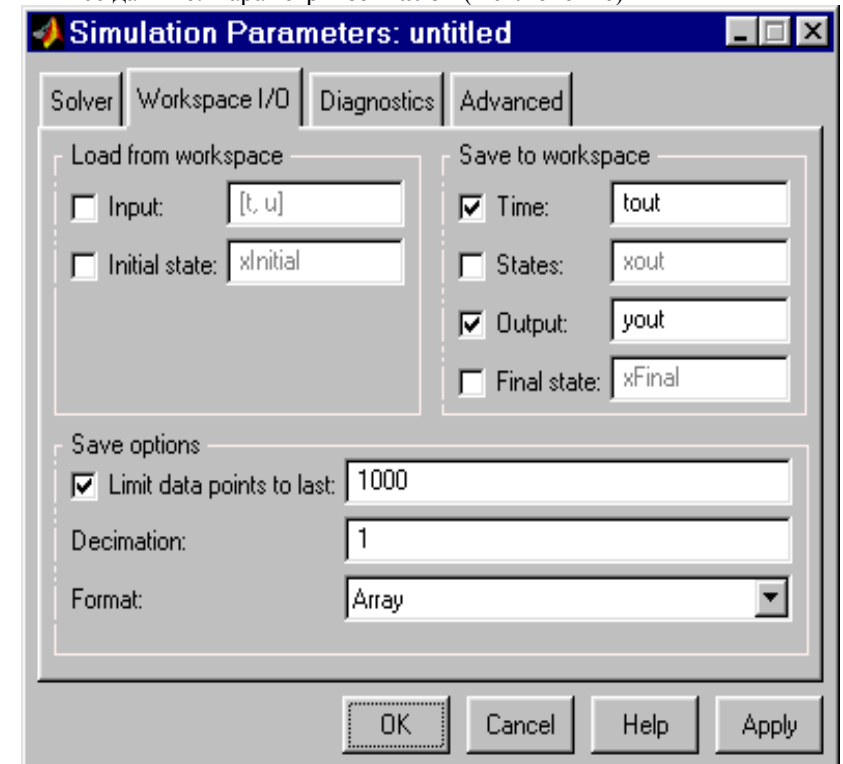 Simulation Parameters: untitled
Solver Workspace I/O Diagnostics Advanced
Load from workspace
Input: [t, u]
Initial state: xInitial
Save to workspace
Time: tout
States: xout
Output: yout
Final state: xFinal
Save options
Limit data points to last: 1000
Decimation: 1
Format: Array
OK Cancel Help Apply